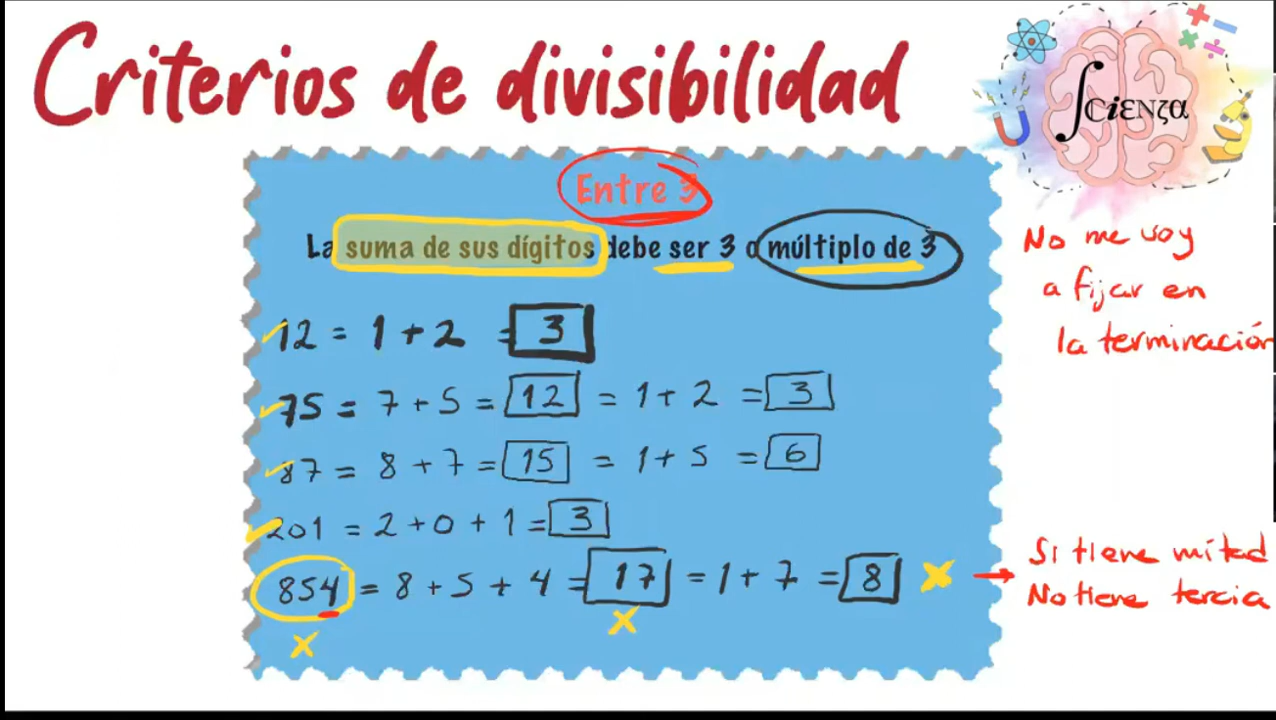 Criterios de divisibilidad
∫CiENζα
Entre 3
La suma de sus dígitos debe ser 3 o múltiplo de 3
No me voy
a fijar en
la terminación
12 = 1 + 2 = 3
75 = 7 + 5 = 12 = 1 + 2 = 3
87 = 8 + 7 = 15 = 1 + 5 = 6
201 = 2 + 0 + 1 = 3
854 = 8 + 5 + 4 = 17 = 1 + 7 = 8 x
x x
Si tiene mitad
No tiene tercia